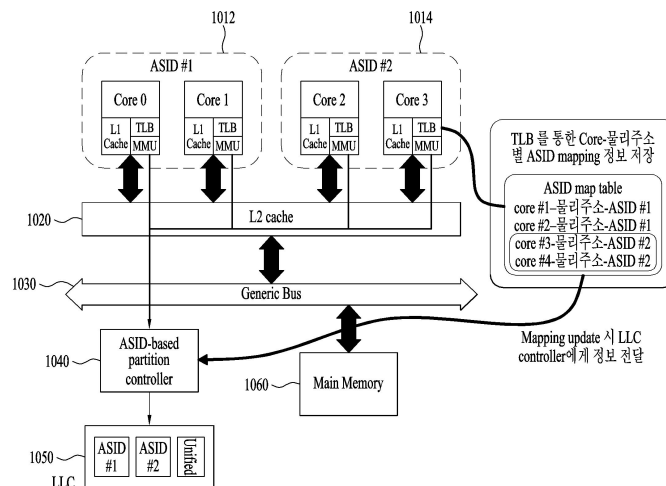 1012
1014
ASID #1
ASID #2
Core 0
Core 1
Core 2
Core 3
L1
Cache
TLB
MMU
L1
Cache
TLB
MMU
L1
Cache
TLB
MMU
L1
Cache
TLB
MMU
TLB 를 통한 Core-물리주소
별 ASID mapping 정보 저장
ASID map table
core #1–물리주소-ASID #1
core #2–물리주소-ASID #1
core #3-물리주소-ASID #2
core #4-물리주소-ASID #2
1020
L2 cache
1030
Generic Bus
1040
ASID-based
partition
controller
1060
Main Memory
Mapping update 시 LLC
controller에게 정보 전달
1050
ASID
#1
ASID
#2
Unified
LLC